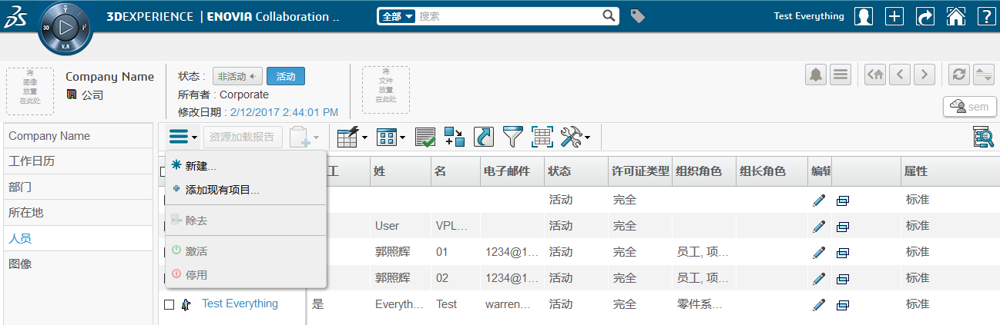 3DEXPERIENCE | ENOVIA Collaboration ..
全部
搜索
Test Everything
3D
V.R
将
图像
放置
在此处
Company Name
公司
状态 :
非活动
活动
所有者 : Corporate
修改日期 : 2/12/2017 2:44:01 PM
将
文件
放置
在此处
sem
Company Name
工作日历
部门
所在地
人员
图像
资源加载报告
新建...
添加现有项目...
除去
激活
停用
工 姓 名 电子邮件 状态 许可证类型 组织角色 组长角色 编辑 属性
活动 完全 标准
User VPL... 活动 完全 标准
郭照辉 01 1234@1... 活动 完全 员工, 项... 标准
郭照辉 02 1234@1... 活动 完全 员工, 项... 标准
Test Everything 是 Everyth... Test warren... 活动 完全 零件系... 标准